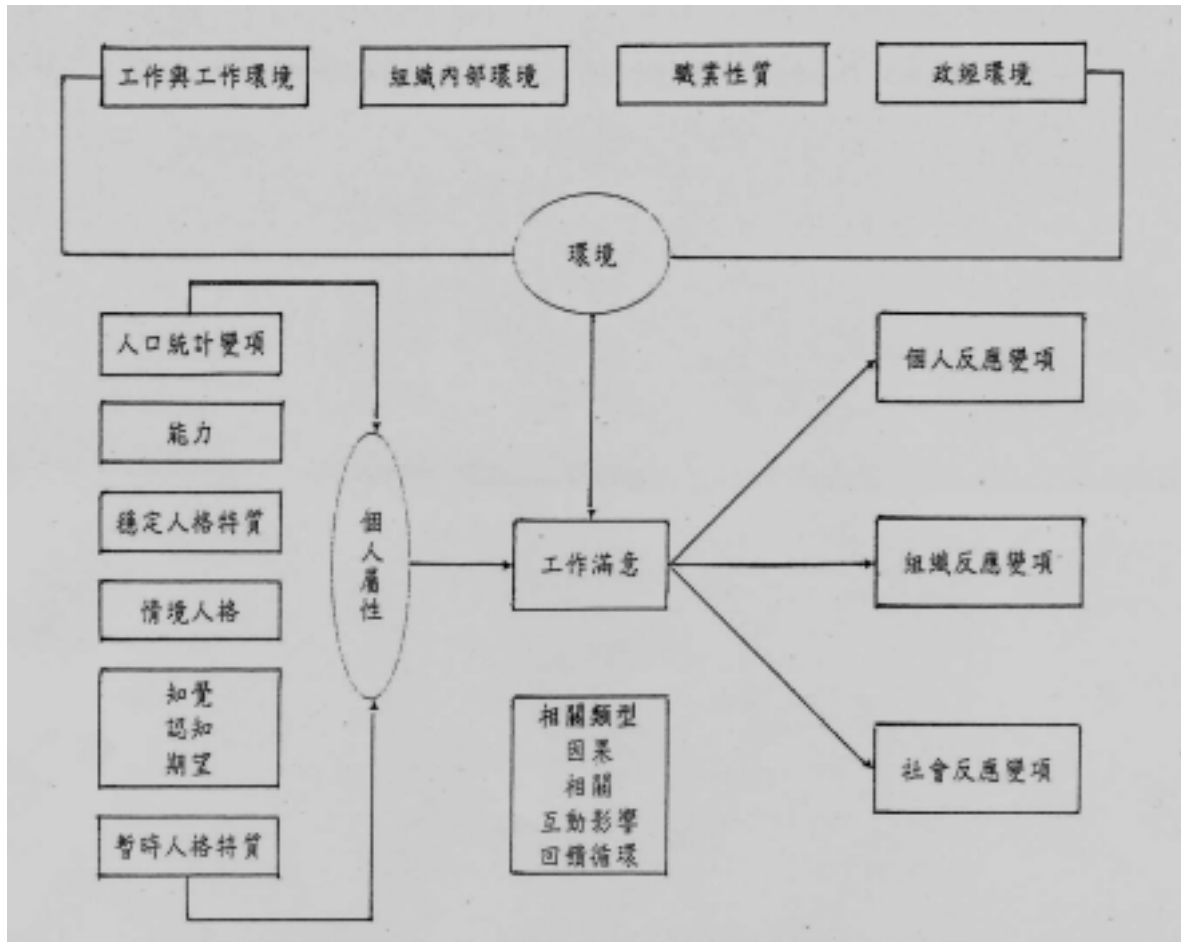 工作與工作環境
組織內部環境
職業性質
政經環境
環境
人口統計變項
能力
穩定人格特質
情境人格
知覺
認知
期望
暫時人格特質
個人屬性
工作滿意
相關類型
因果
相關
互動影響
回饋循環
個人反應變項
組織反應變項
社會反應變項